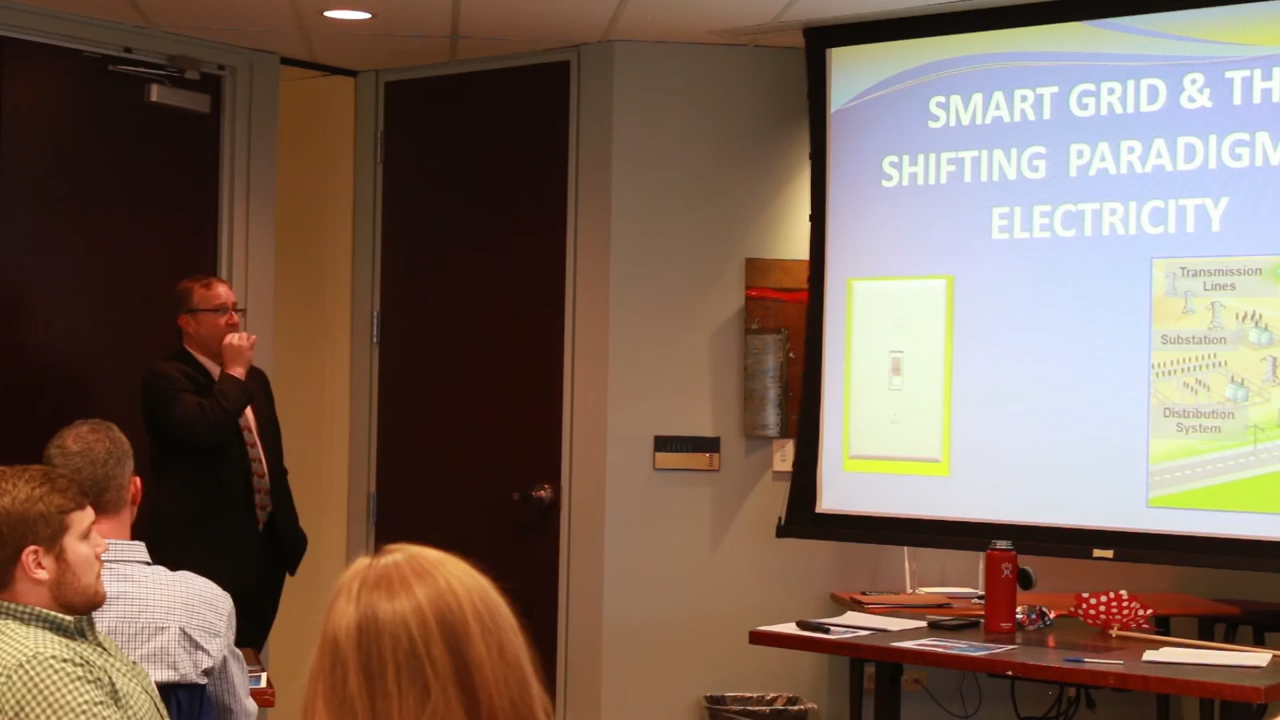 SMART GRID & TH
SHIFTING PARADIGM
ELECTRICITY
Transmission
Lines
Substation
Distribution
System